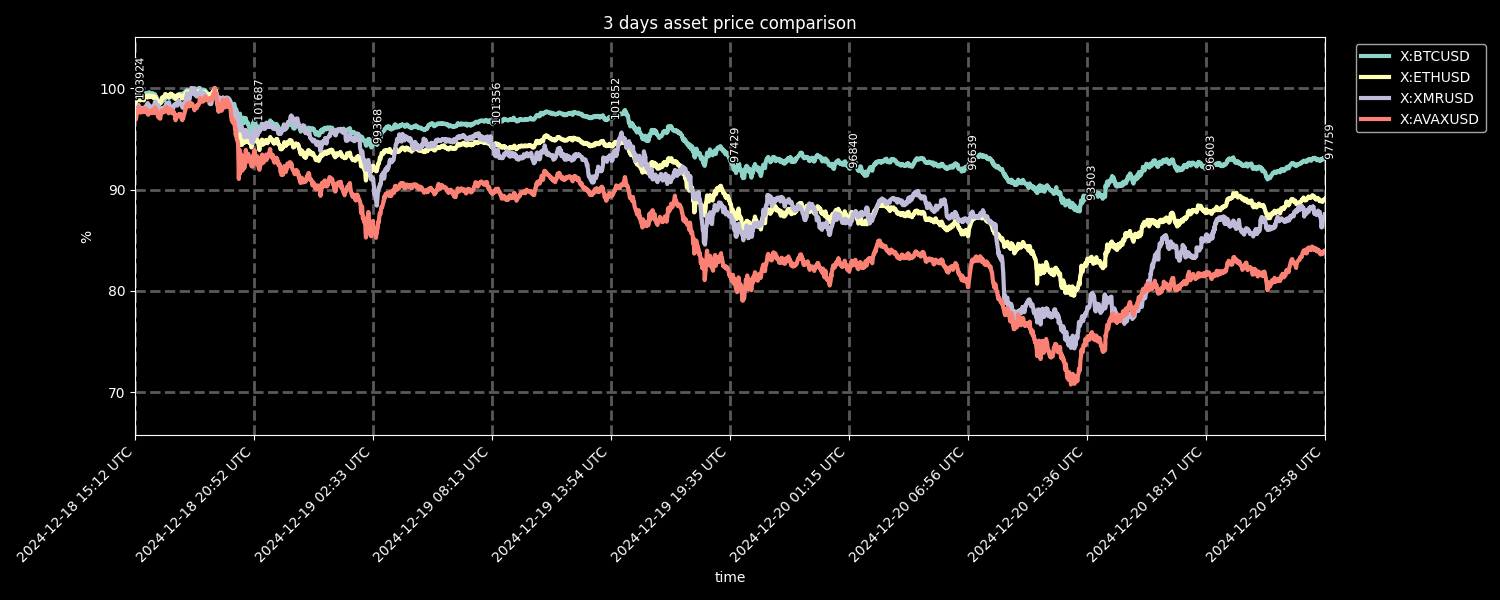 3 days asset price comparison
X:BTCUSD
X:ETHUSD
X:XMRUSD
X:AVAXUSD
%
100
90
80
70
103924
101687
99368
101356
101852
97429
96840
96639
93503
96603
97759
2024-12-18 15:12 UTC
2024-12-18 20:52 UTC
2024-12-19 02:33 UTC
2024-12-19 08:13 UTC
2024-12-19 13:54 UTC
2024-12-19 19:35 UTC
2024-12-20 01:15 UTC
2024-12-20 06:56 UTC
2024-12-20 12:36 UTC
2024-12-20 18:17 UTC
2024-12-20 23:58 UTC
time